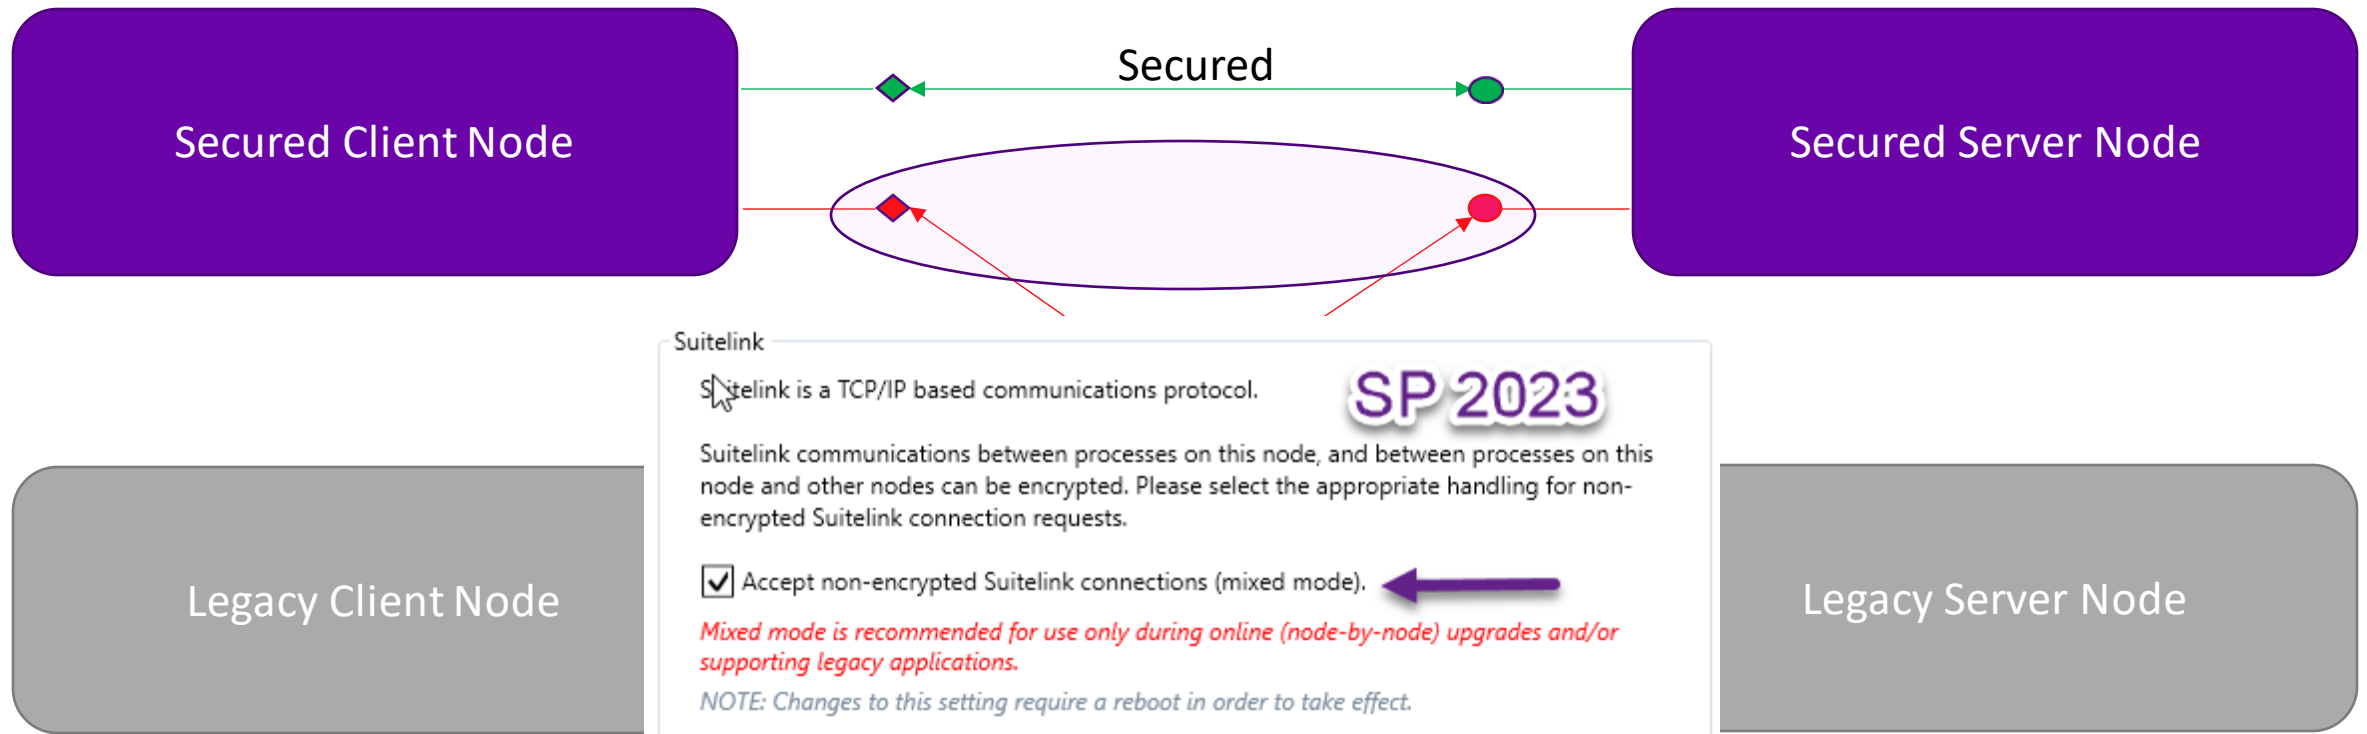 Secured
Secured Client Node
Secured Server Node
Suitelink
Suitelink is a TCP/IP based communications protocol.
SP 2023
Suitelink communications between processes on this node, and between processes on this
node and other nodes can be encrypted. Please select the appropriate handling for non-
encrypted Suitelink connection requests.
Accept non-encrypted Suitelink connections (mixed mode).
Legacy Client Node
Legacy Server Node
Mixed mode is recommended for use only during online (node-by-node) upgrades and/or
supporting legacy applications.
NOTE: Changes to this setting require a reboot in order to take effect.